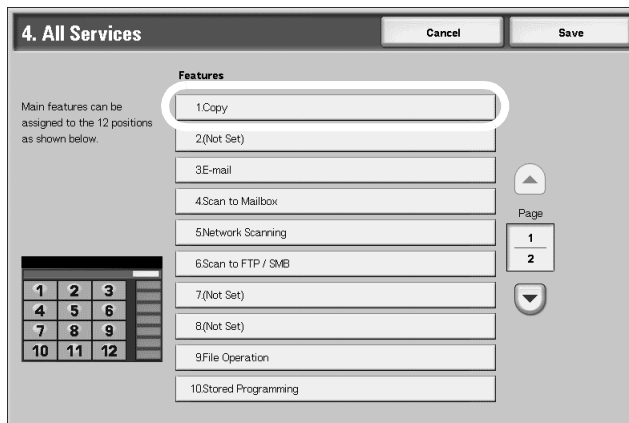 4. All Services
Cancel
Save
Features
Main features can be
assigned to the 12 positions
as shown below.
1.Copy
2.(Not Set)
3.E-mail
4.Scan to Mailbox
5.Network Scanning
6.Scan to FTP / SMB
7.(Not Set)
8.(Not Set)
9.File Operation
10.Stored Programming
Page
1
2
1 2 3
4 5 6
7 8 9
10 11 12